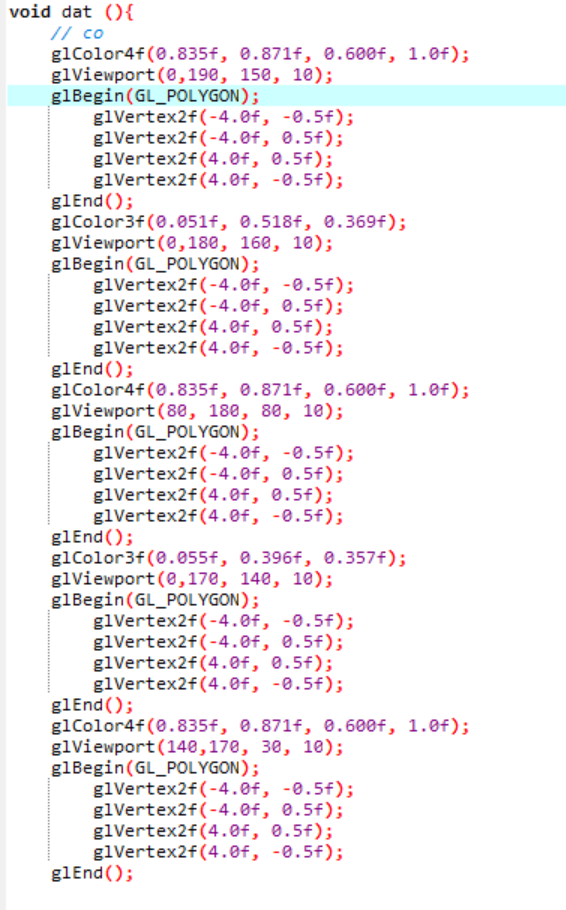 void dat (){
// co
glColor4f(0.835f, 0.871f, 0.600f, 1.0f);
glViewport(0,190, 150, 10);
glBegin(GL_POLYGON);
glVertex2f(-4.0f, -0.5f);
glVertex2f(-4.0f, 0.5f);
glVertex2f(4.0f, 0.5f);
glVertex2f(4.0f, -0.5f);
glEnd();
glColor3f(0.051f, 0.518f, 0.369f);
glViewport(0,180, 160, 10);
glBegin(GL_POLYGON);
glVertex2f(-4.0f, -0.5f);
glVertex2f(-4.0f, 0.5f);
glVertex2f(4.0f, 0.5f);
glVertex2f(4.0f, -0.5f);
glEnd();
glColor4f(0.835f, 0.871f, 0.600f, 1.0f);
glViewport(80, 180, 80, 10);
glBegin(GL_POLYGON);
glVertex2f(-4.0f, -0.5f);
glVertex2f(-4.0f, 0.5f);
glVertex2f(4.0f, 0.5f);
glVertex2f(4.0f, -0.5f);
glEnd();
glColor3f(0.055f, 0.396f, 0.357f);
glViewport(0,170, 140, 10);
glBegin(GL_POLYGON);
glVertex2f(-4.0f, -0.5f);
glVertex2f(-4.0f, 0.5f);
glVertex2f(4.0f, 0.5f);
glVertex2f(4.0f, -0.5f);
glEnd();
glColor4f(0.835f, 0.871f, 0.600f, 1.0f);
glViewport(140,170, 30, 10);
glBegin(GL_POLYGON);
glVertex2f(-4.0f, -0.5f);
glVertex2f(-4.0f, 0.5f);
glVertex2f(4.0f, 0.5f);
glVertex2f(4.0f, -0.5f);
glEnd();